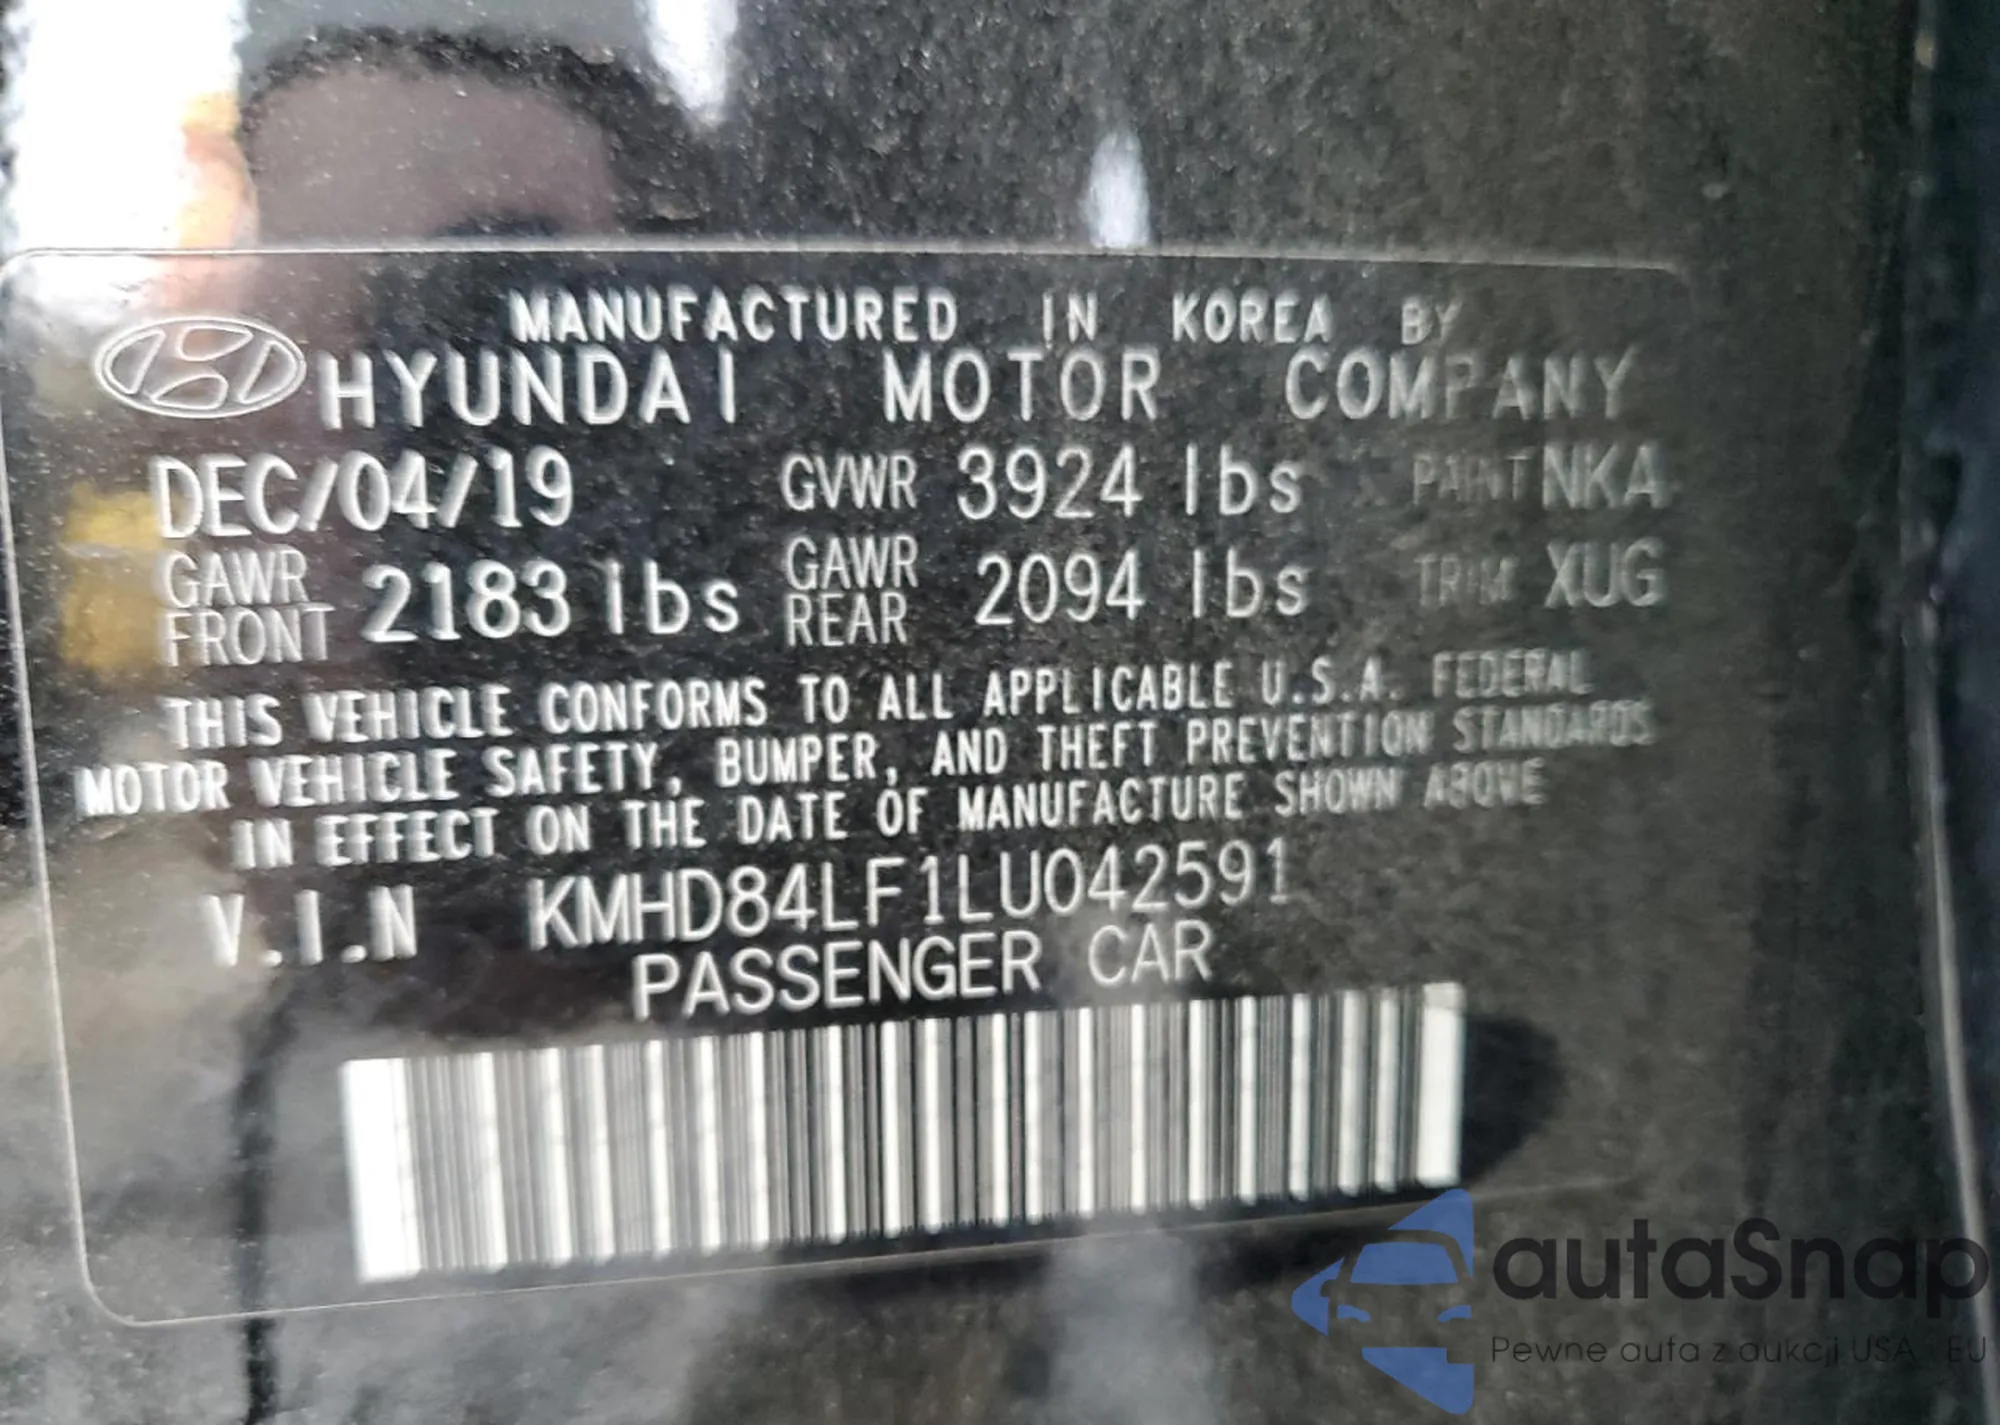 MANUFACTURED IN KOREA BY
HYUNDAI MOTOR COMPANY
DEC/04/19 GVWR 3924 lbs PAINT NKA
GAWR FRONT 2183 lbs GAWR REAR 2094 lbs TRIM XUG
THIS VEHICLE CONFORMS TO ALL APPLICABLE U.S.A. FEDERAL
MOTOR VEHICLE SAFETY, BUMPER, AND THEFT PREVENTION STANDARDS
IN EFFECT ON THE DATE OF MANUFACTURE SHOWN ABOVE
V.I.N KMHD84LF1LU042591
PASSENGER CAR
autaSnap
Pewne auta z aukcji USA i EU